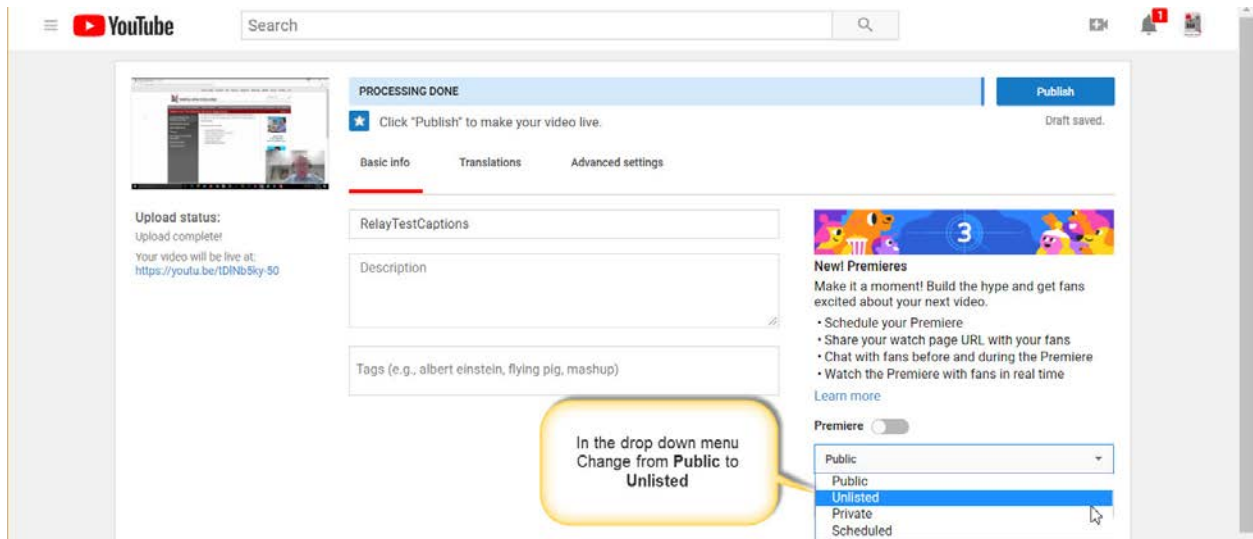 YouTube
Search
1
PROCESSING DONE
Publish
Click "Publish" to make your video live.
Draft saved.
Basic info
Translations
Advanced settings
Upload status:
Upload complete!
Your video will be live at:
https://youtu.be/tDlNb5ky-50
RelayTestCaptions
Description
Tags (e.g., albert einstein, flying pig, mashup)
3
New! Premieres
Make it a moment! Build the hype and get fans
excited about your next video.
• Schedule your Premiere
• Share your watch page URL with your fans
• Chat with fans before and during the Premiere
• Watch the Premiere with fans in real time
Learn more
Premiere
In the drop down menu
Change from Public to
Unlisted
Public
Public
Unlisted
Private
Scheduled